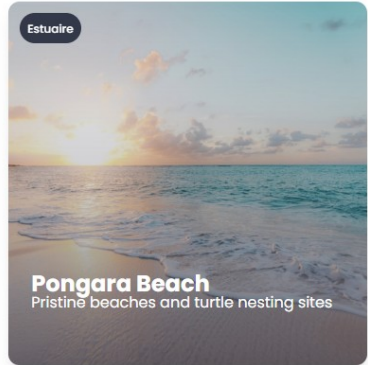 Estuaire
Pongara Beach
Pristine beaches and turtle nesting sites